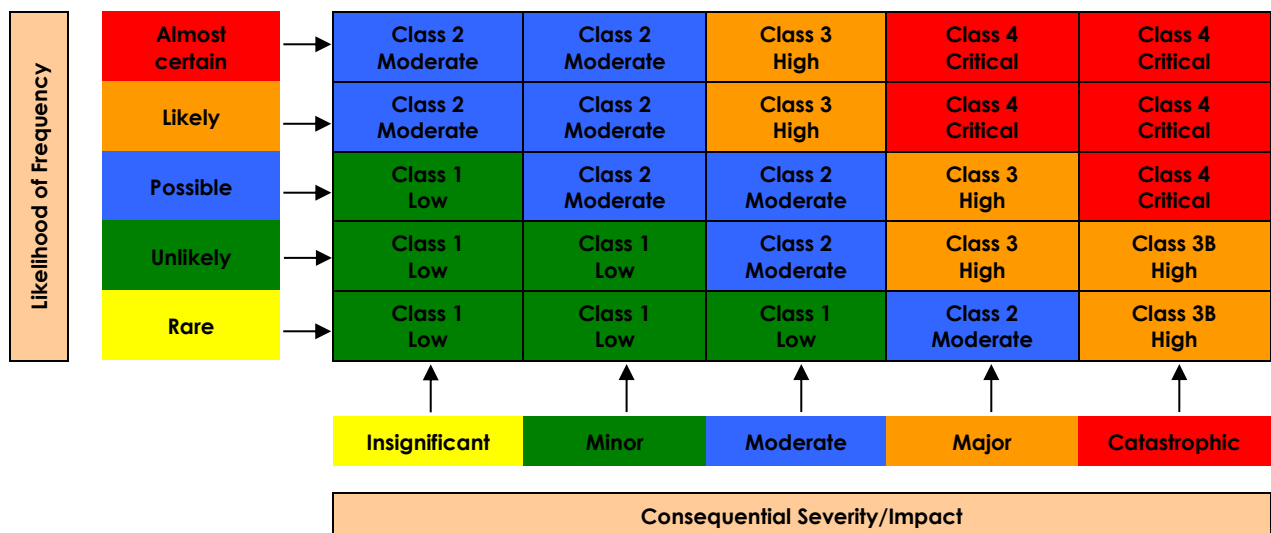 Likelihood of Frequency
Almost
certain
Class 2
Moderate
Class 2
Moderate
Class 3
High
Class 4
Critical
Class 4
Critical
Likely
Class 2
Moderate
Class 2
Moderate
Class 3
High
Class 4
Critical
Class 4
Critical
Possible
Class 1
Low
Class 2
Moderate
Class 2
Moderate
Class 3
High
Class 4
Critical
Unlikely
Class 1
Low
Class 1
Low
Class 2
Moderate
Class 3
High
Class 3B
High
Rare
Class 1
Low
Class 1
Low
Class 1
Low
Class 2
Moderate
Class 3B
High
Insignificant
Minor
Moderate
Major
Catastrophic
Consequential Severity/Impact